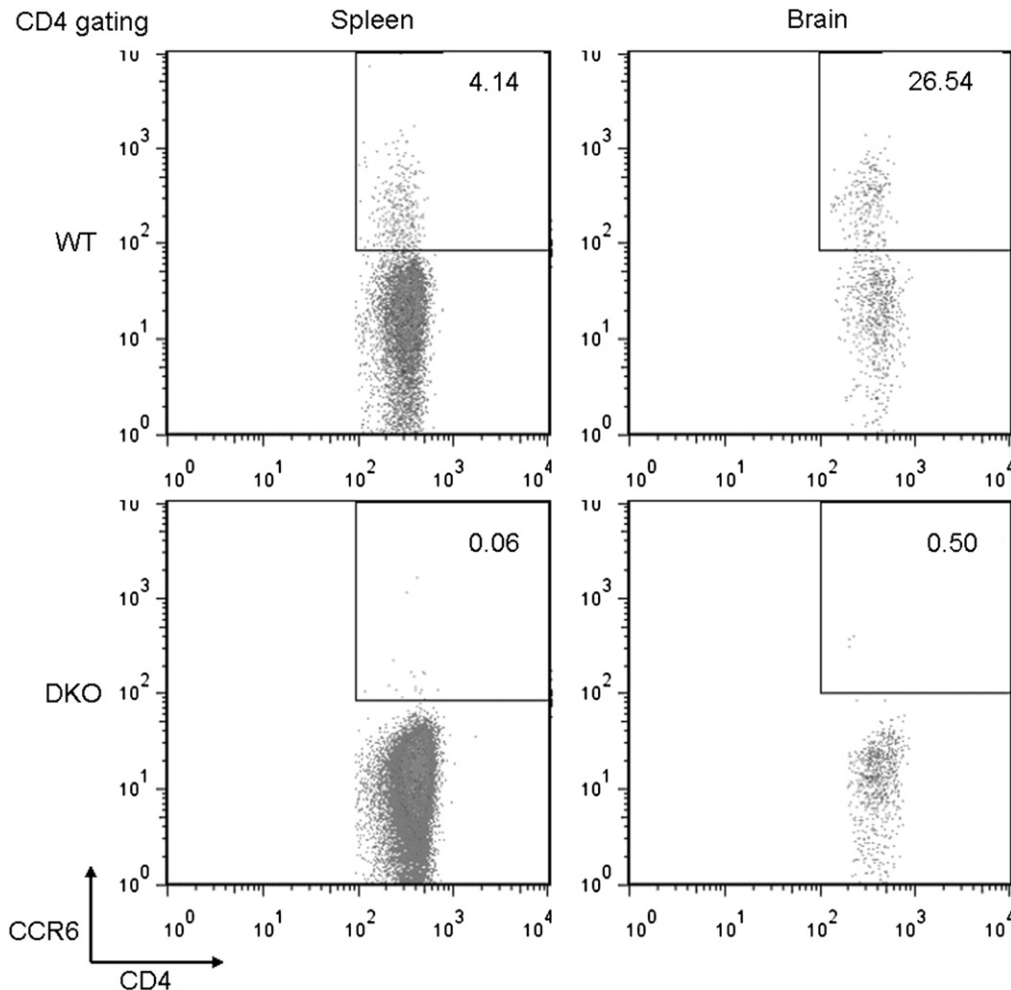 CD4 gating Spleen Brain
10 10
4.14 26.54
10³ 10³
WT 10² 10²
10¹ 10¹
10⁰ 10⁰
10⁰ 10¹ 10² 10³ 10⁴ 10⁰ 10¹ 10² 10³ 10⁴
10 10
0.06 0.50
10³ 10³
DKO 10² 10²
10¹ 10¹
10⁰ 10⁰
10⁰ 10¹ 10² 10³ 10⁴ 10⁰ 10¹ 10² 10³ 10⁴
CCR6
CD4